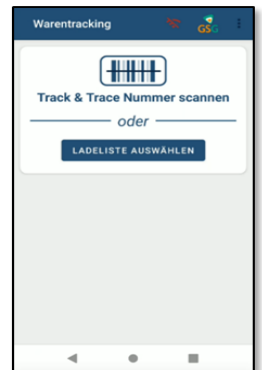 Warentracking
GSG
Track & Trace Nummer scannen
oder
LADELISTE AUSWÄHLEN